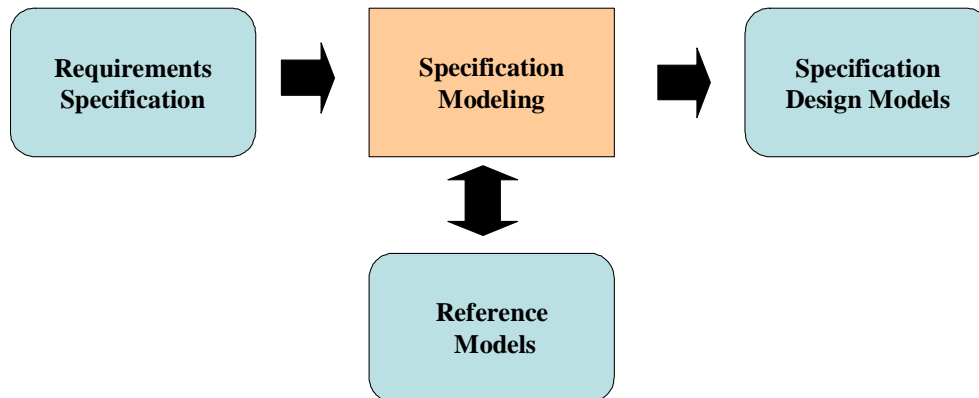 Requirements
Specification
Specification
Modeling
Specification
Design Models
Reference
Models